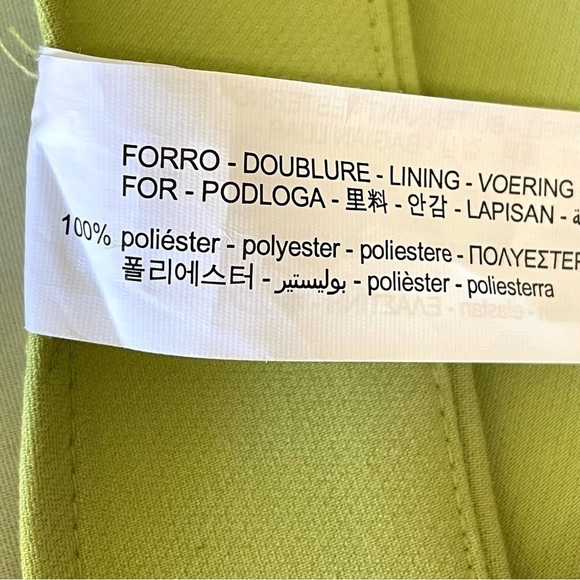 FORRO - DOUBLURE - LINING - VOERING
FOR - PODLOGA - 里料 - 안감 - LAPISAN -
100% poliéster - polyester - poliestere - ΠΟΛΥΕΣΤΕΡ
폴리에스터 - بوليستير - polièster - poliesterra